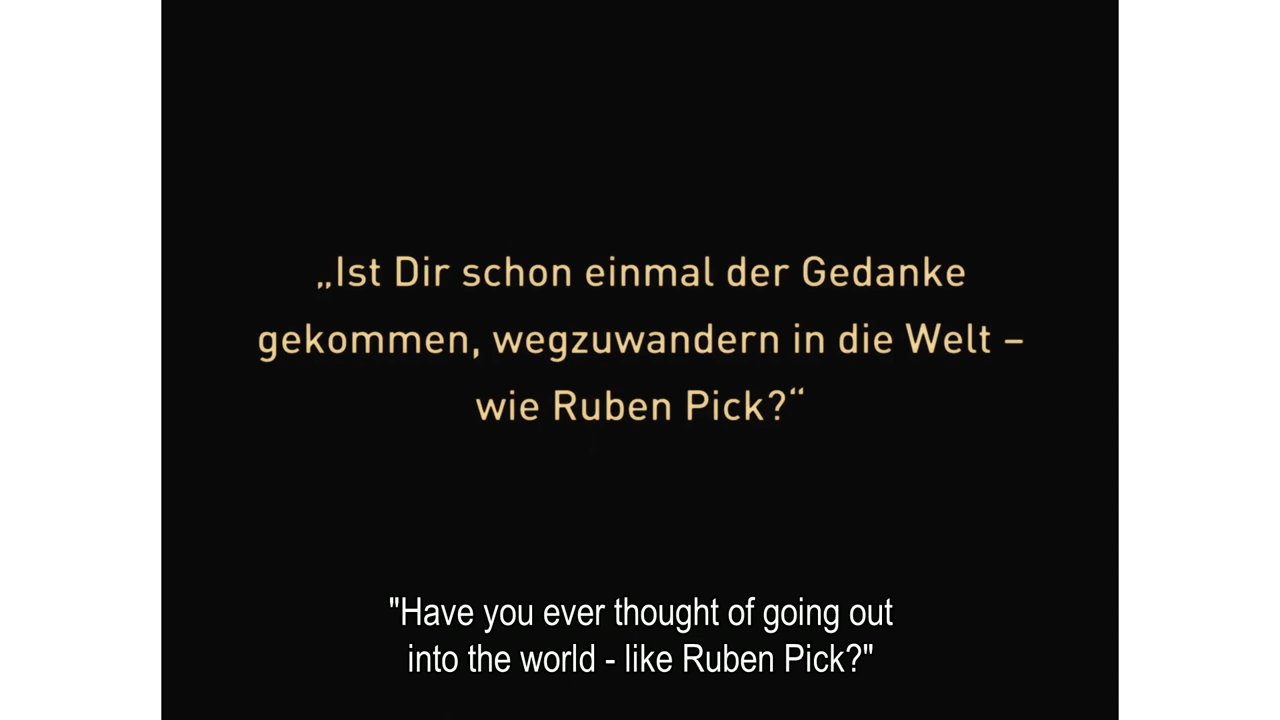 „Ist Dir schon einmal der Gedanke
gekommen, wegzuwandern in die Welt –
wie Ruben Pick?“
"Have you ever thought of going out
into the world - like Ruben Pick?"